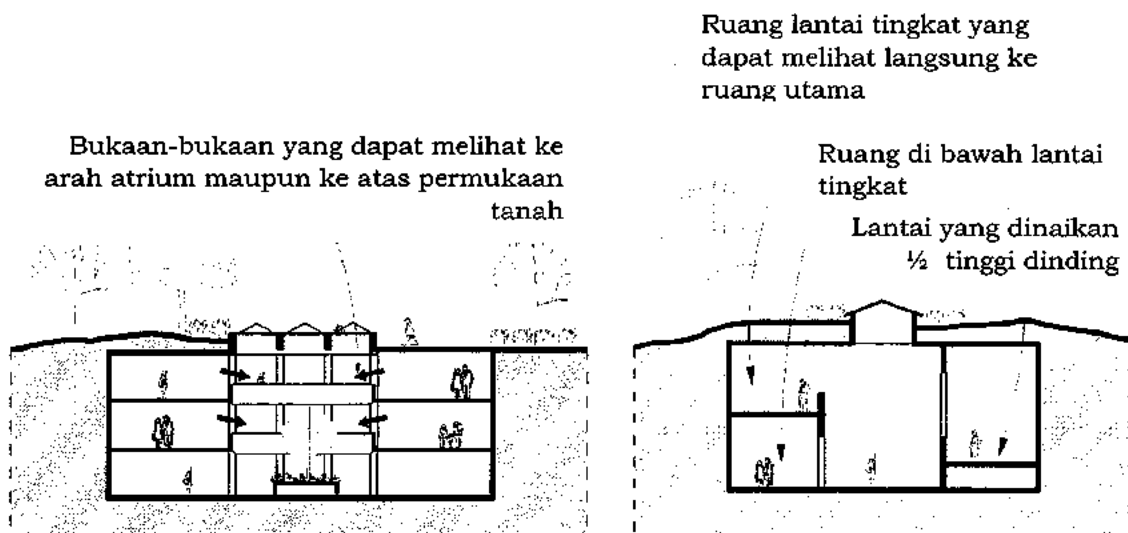 Ruang lantai tingkat yang
dapat melihat langsung ke
ruang utama
Bukaan-bukaan yang dapat melihat ke
arah atrium maupun ke atas permukaan
tanah
Ruang di bawah lantai
tingkat
Lantai yang dinaikan
½ tinggi dinding